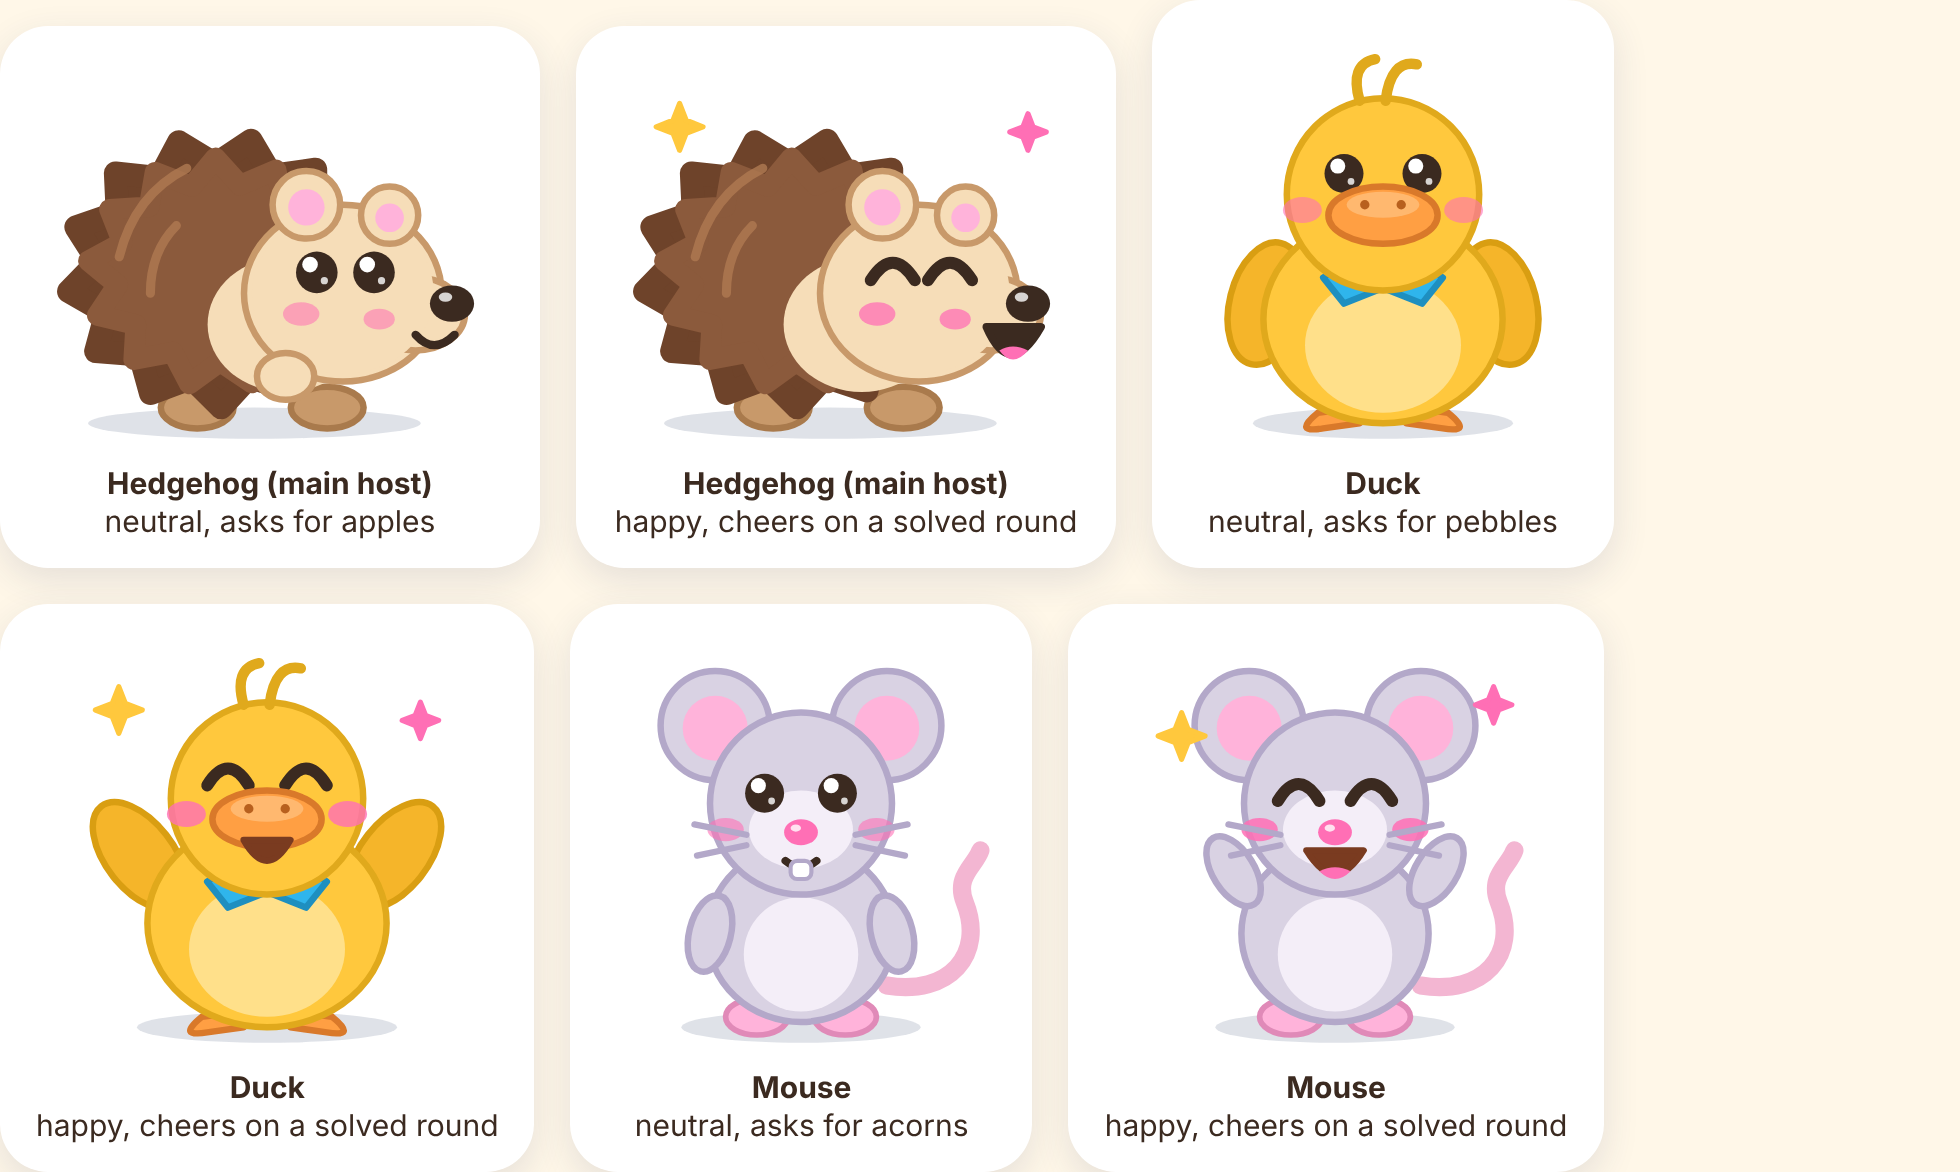 Hedgehog (main host)
neutral, asks for apples
Hedgehog (main host)
happy, cheers on a solved round
Duck
neutral, asks for pebbles
Duck
happy, cheers on a solved round
Mouse
neutral, asks for acorns
Mouse
happy, cheers on a solved round